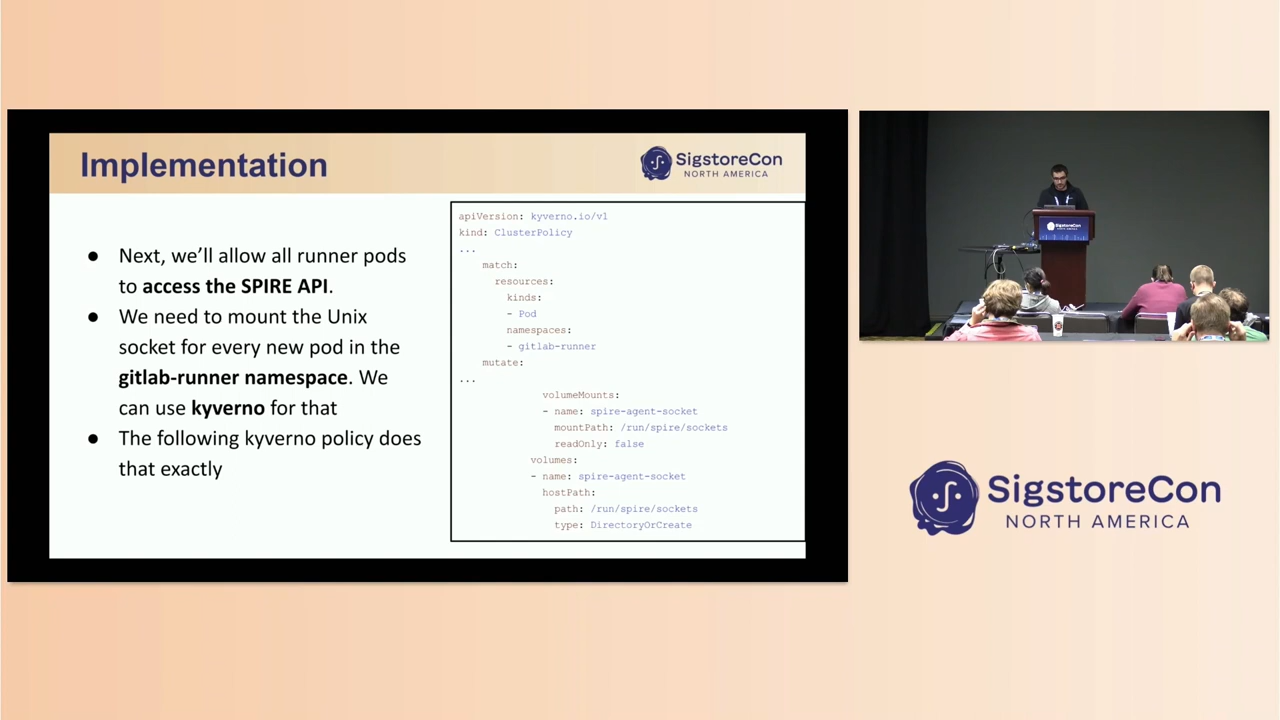 Implementation
SigstoreCon
NORTH AMERICA
● Next, we’ll allow all runner pods
to access the SPIRE API.
● We need to mount the Unix
socket for every new pod in the
gitlab-runner namespace. We
can use kyverno for that
● The following kyverno policy does
that exactly
apiVersion: kyverno.io/v1
kind: ClusterPolicy
...
match:
resources:
kinds:
- Pod
namespaces:
- gitlab-runner
mutate:
...
volumeMounts:
- name: spire-agent-socket
mountPath: /run/spire/sockets
readOnly: false
volumes:
- name: spire-agent-socket
hostPath:
path: /run/spire/sockets
type: DirectoryOrCreate
SigstoreCon
SigstoreCon
NORTH AMERICA